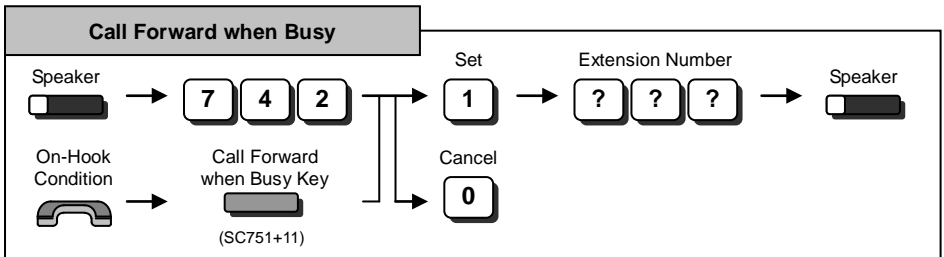 Call Forward when Busy
Set
Extension Number
Speaker
Speaker
7 4 2
1
? ? ?
On-Hook
Condition
Call Forward
when Busy Key
Cancel
0
(SC751+11)